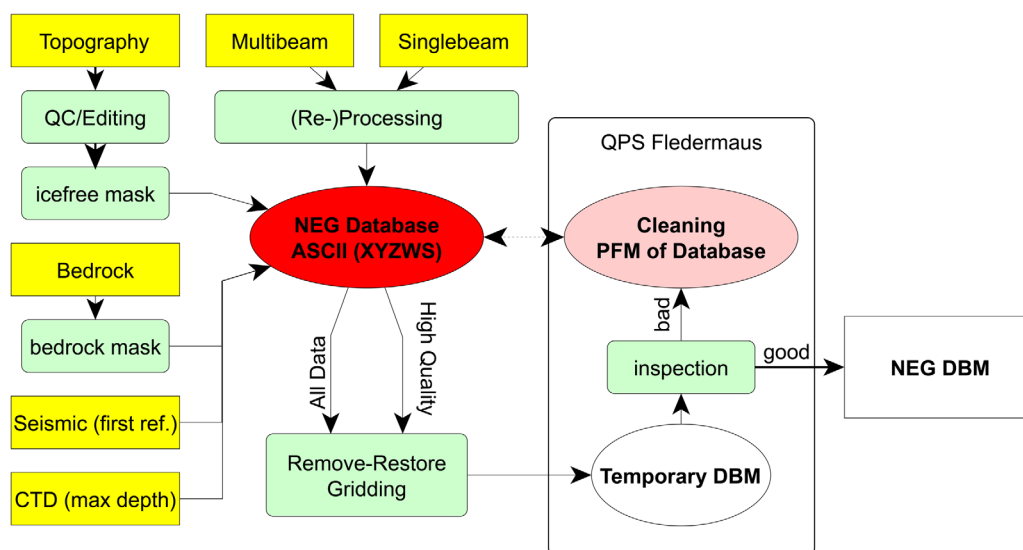 Topography
Multibeam
Singlebeam
QC/Editing
(Re-)Processing
QPS Fledermaus
icefree mask
NEG Database
ASCII (XYZWS)
Cleaning
PFM of Database
Bedrock
bedrock mask
All Data
High Quality
bad
inspection
good
NEG DBM
Seismic (first ref.)
Remove-Restore
Gridding
Temporary DBM
CTD (max depth)